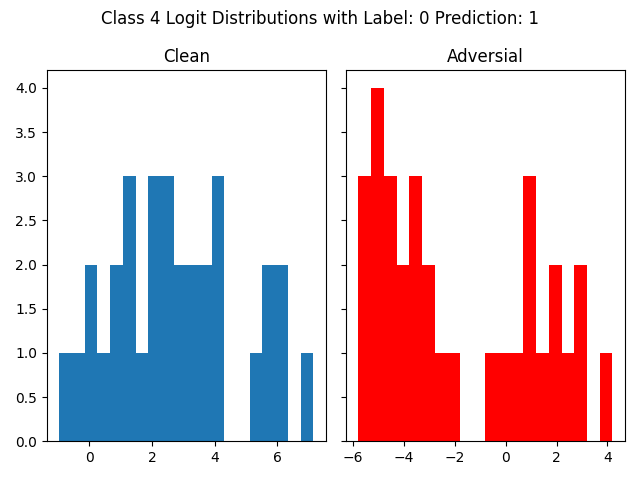 Class 4 Logit Distributions with Label: 0 Prediction: 1
Clean
Adversial
4.0
3.5
3.0
2.5
2.0
1.5
1.0
0.5
0.0
0 2 4 6
−6 −4 −2 0 2 4